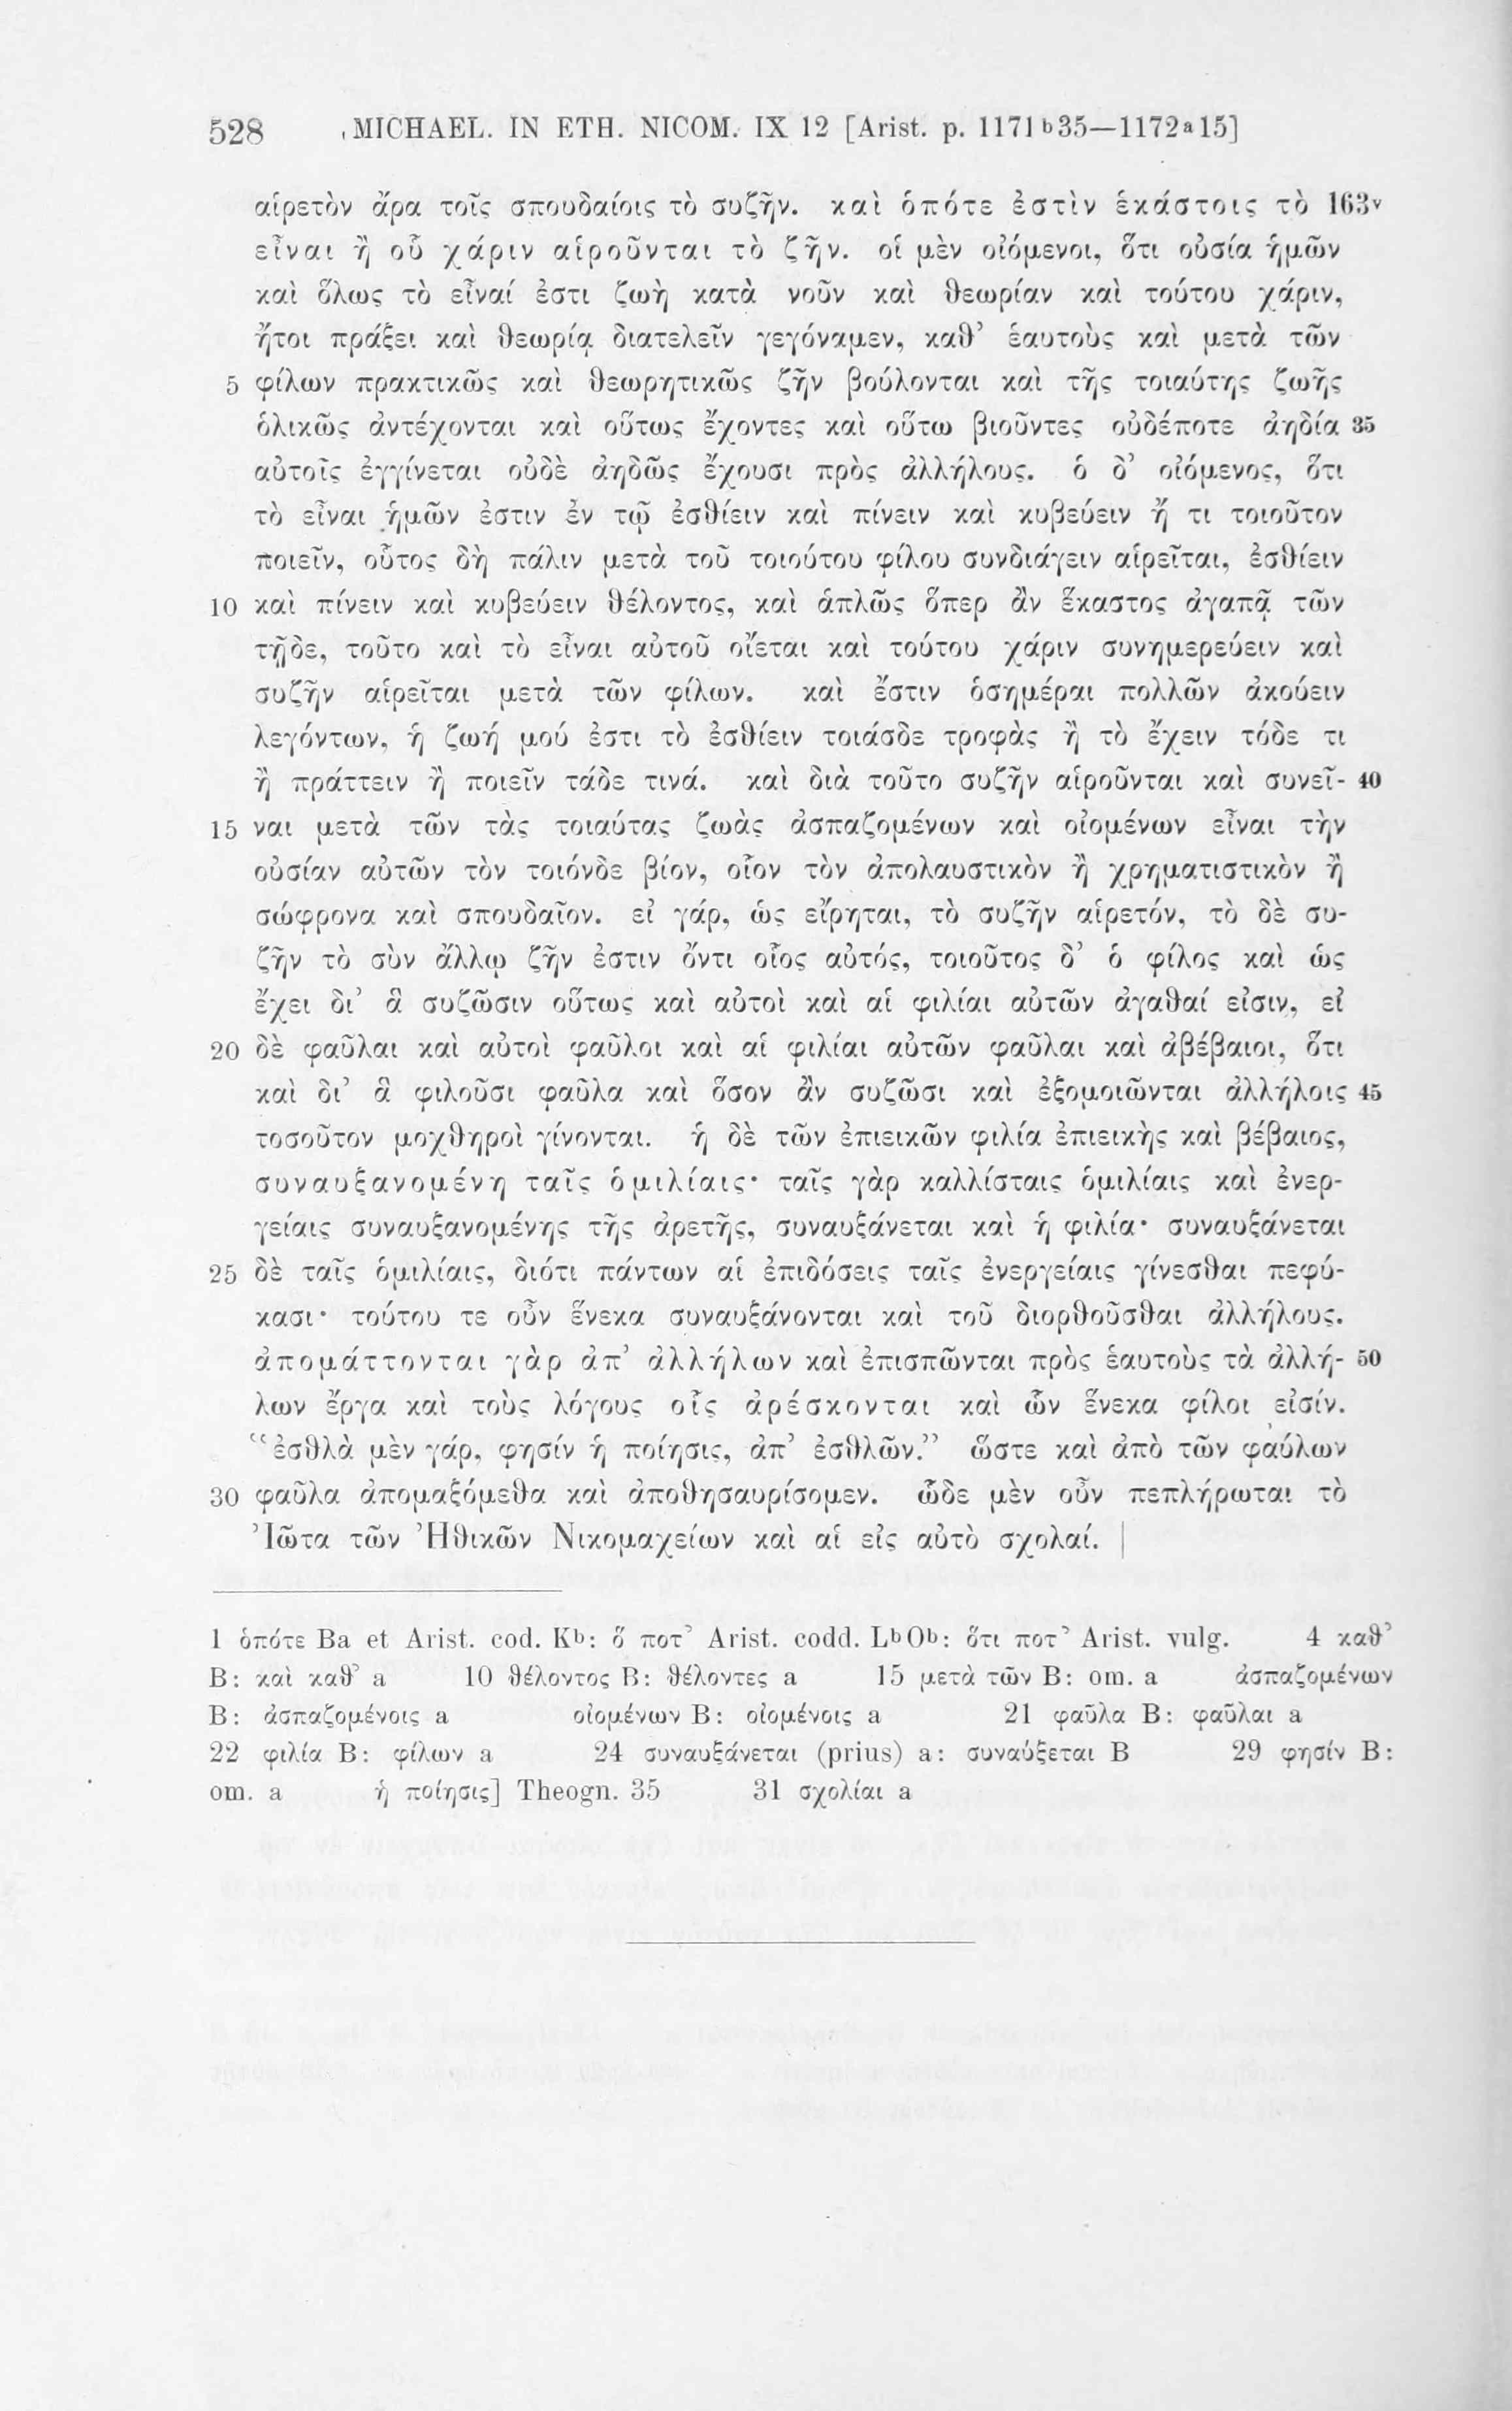 528 MICHAEL. IN ETH. NICOM. IX 12 [Arist. p. 1171 b 35—1172 a 15]
αἱρετὸν ἄρα τοῖς σπουδαίοις τὸ συζῆν. καὶ ὁπότε ἐστὶν ἑκάστοις τὸ 163v
εἶναι ἢ οὗ χάριν αἱροῦνται τὸ ζῆν. οἱ μὲν οἰόμενοι, ὅτι οὐσία ἡμῶν
καὶ ὅλως τὸ εἶναί ἐστι ζωὴ κατὰ νοῦν καὶ θεωρίαν καὶ τούτου χάριν,
ἤτοι πράξει καὶ θεωρίᾳ διατελεῖν γεγόναμεν, καθ’ ἑαυτοὺς καὶ μετὰ τῶν
5 φίλων πρακτικῶς καὶ θεωρητικῶς ζῆν βούλονται καὶ τῆς τοιαύτης ζωῆς
ὁλικῶς ἀντέχονται καὶ οὕτως ἔχοντες καὶ οὕτω βιοῦντες οὐδέποτε ἀηδία 35
αὐτοῖς ἐγγίνεται οὐδὲ ἀηδῶς ἔχουσι πρὸς ἀλλήλους. ὁ δ’ οἰόμενος, ὅτι
τὸ εἶναι ἡμῶν ἐστιν ἐν τῷ ἐσθίειν καὶ πίνειν καὶ κυβεύειν ἤ τι τοιοῦτον
ποιεῖν, οὗτος δὴ πάλιν μετὰ τοῦ τοιούτου φίλου συνδιάγειν αἱρεῖται, ἐσθίειν
10 καὶ πίνειν καὶ κυβεύειν θέλοντος, καὶ ἁπλῶς ὅπερ ἂν ἕκαστος ἀγαπᾷ τῶν
τῇδε, τοῦτο καὶ τὸ εἶναι αὐτοῦ οἴεται καὶ τούτου χάριν συνημερεύειν καὶ
συζῆν αἱρεῖται μετὰ τῶν φίλων. καὶ ἔστιν ὁσημέραι πολλῶν ἀκούειν
λεγόντων, ἡ ζωή μού ἐστι τὸ ἐσθίειν τοιάσδε τροφὰς ἢ τὸ ἔχειν τόδε τι
ἢ πράττειν ἢ ποιεῖν τάδε τινά. καὶ διὰ τοῦτο συζῆν αἱροῦνται καὶ συνεῖ- 40
15 ναι μετὰ τῶν τὰς τοιαύτας ζωὰς ἀσπαζομένων καὶ οἰομένων εἶναι τὴν
οὐσίαν αὐτῶν τὸν τοιόνδε βίον, οἷον τὸν ἀπολαυστικὸν ἢ χρηματιστικὸν ἢ
σώφρονα καὶ σπουδαῖον. εἰ γάρ, ὡς εἴρηται, τὸ συζῆν αἱρετόν, τὸ δὲ συ-
ζῆν τὸ σὺν ἄλλῳ ζῆν ἐστιν ὄντι οἷος αὐτός, τοιοῦτος δ’ ὁ φίλος καὶ ὡς
ἔχει δι’ ἃ συζῶσιν οὕτως καὶ αὐτοὶ καὶ αἱ φιλίαι αὐτῶν ἀγαθαί εἰσιν, εἰ
20 δὲ φαῦλαι καὶ αὐτοὶ φαῦλοι καὶ αἱ φιλίαι αὐτῶν φαῦλαι καὶ ἀβέβαιοι, ὅτι
καὶ δι’ ἃ φιλοῦσι φαῦλα καὶ ὅσον ἂν συζῶσι καὶ ἐξομοιῶνται ἀλλήλοις 45
τοσοῦτον μοχθηροὶ γίνονται. ἡ δὲ τῶν ἐπιεικῶν φιλία ἐπιεικὴς καὶ βέβαιος,
συναυξανομένη ταῖς ὁμιλίαις· ταῖς γὰρ καλλίσταις ὁμιλίαις καὶ ἐνερ-
γείαις συναυξανομένης τῆς ἀρετῆς, συναυξάνεται καὶ ἡ φιλία· συναυξάνεται
25 δὲ ταῖς ὁμιλίαις, διότι πάντων αἱ ἐπιδόσεις ταῖς ἐνεργείαις γίνεσθαι πεφύ-
κασι· τούτου τε οὖν ἕνεκα συναυξάνονται καὶ τοῦ διορθοῦσθαι ἀλλήλους.
ἀπομάττονται γὰρ ἀπ’ ἀλλήλων καὶ ἐπισπῶνται πρὸς ἑαυτοὺς τὰ ἀλλή- 50
λων ἔργα καὶ τοὺς λόγους οἷς ἀρέσκονται καὶ ὧν ἕνεκα φίλοι εἰσίν.
“ἐσθλὰ μὲν γάρ, φησίν ἡ ποίησις, ἀπ’ ἐσθλῶν.” ὥστε καὶ ἀπὸ τῶν φαύλων
30 φαῦλα ἀπομαξόμεθα καὶ ἀποθησαυρίσομεν. ὧδε μὲν οὖν πεπλήρωται τὸ
Ἰῶτα τῶν Ἠθικῶν Νικομαχείων καὶ αἱ εἰς αὐτὸ σχολαί. |
1 ὁπότε Ba et Arist. cod. Kb: ὅ ποτ’ Arist. codd. LbOb: ὅτι ποτ’ Arist. vulg. 4 καθ’
B: καὶ καθ’ a 10 θέλοντος B: θέλοντες a 15 μετὰ τῶν B: om. a ἀσπαζομένων
B: ἀσπαζομένοις a οἰομένων B: οἰομένοις a 21 φαῦλα B: φαῦλαι a
22 φιλία B: φίλων a 24 συναυξάνεται (prius) a: συναύξεται B 29 φησίν B:
om. a ἡ ποίησις] Theogn. 35 31 σχολίαι a